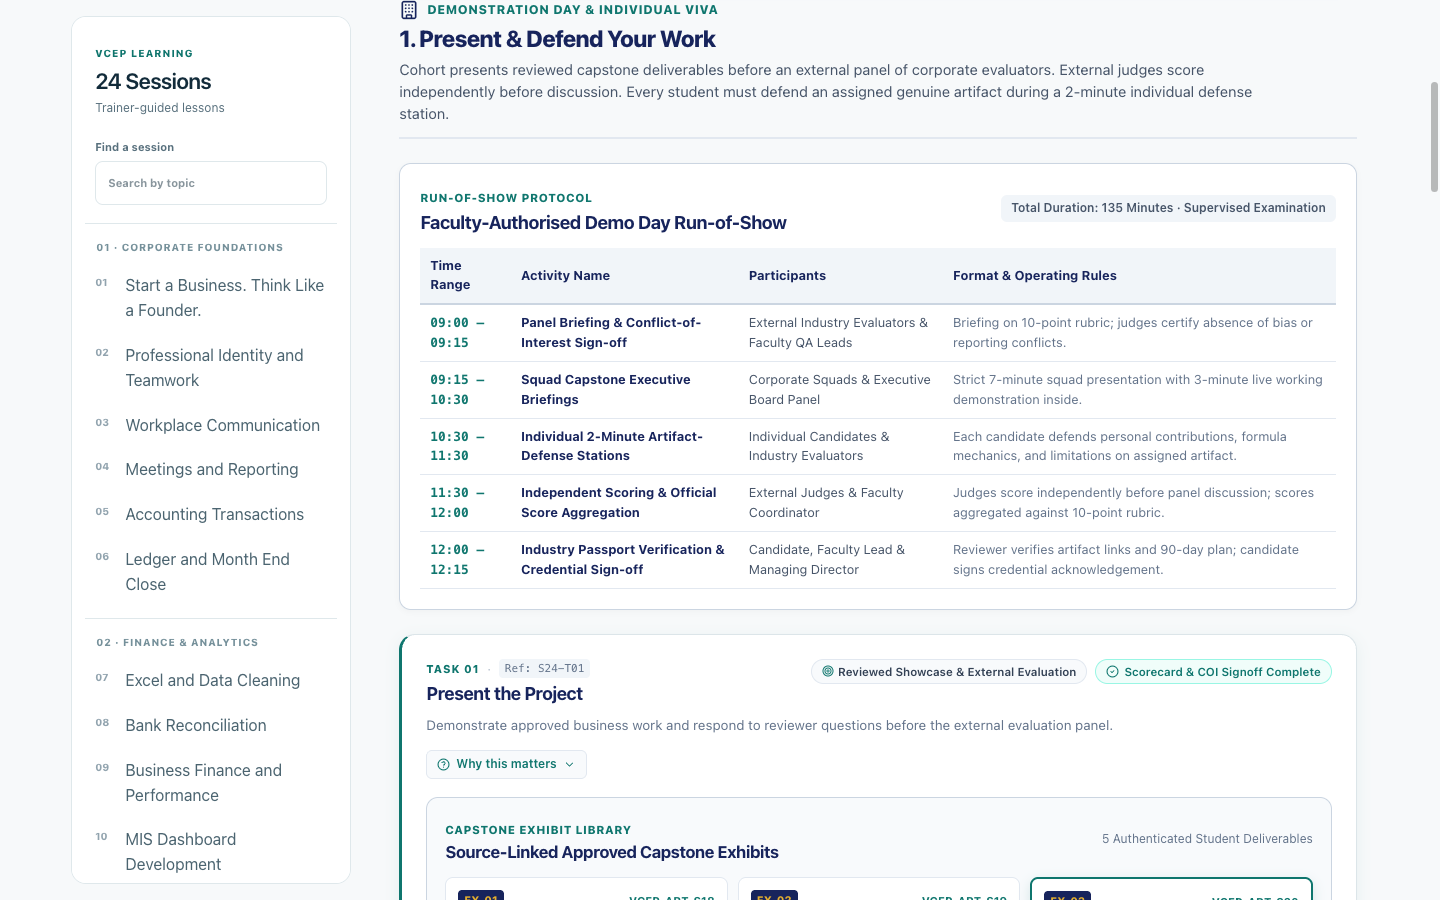 VCEP LEARNING
24 Sessions
Trainer-guided lessons
Find a session
Search by topic
01 · CORPORATE FOUNDATIONS
01 Start a Business. Think Like
a Founder.
02 Professional Identity and
Teamwork
03 Workplace Communication
04 Meetings and Reporting
05 Accounting Transactions
06 Ledger and Month End
Close
02 · FINANCE & ANALYTICS
07 Excel and Data Cleaning
08 Bank Reconciliation
09 Business Finance and
Performance
10 MIS Dashboard
Development
DEMONSTRATION DAY & INDIVIDUAL VIVA
1. Present & Defend Your Work
Cohort presents reviewed capstone deliverables before an external panel of corporate evaluators. External judges score
independently before discussion. Every student must defend an assigned genuine artifact during a 2-minute individual defense
station.
RUN-OF-SHOW PROTOCOL
Faculty-Authorised Demo Day Run-of-Show
Total Duration: 135 Minutes · Supervised Examination
Time
Range
Activity Name
Participants
Format & Operating Rules
09:00 –
09:15
Panel Briefing & Conflict-of-
Interest Sign-off
External Industry Evaluators &
Faculty QA Leads
Briefing on 10-point rubric; judges certify absence of bias or
reporting conflicts.
09:15 –
10:30
Squad Capstone Executive
Briefings
Corporate Squads & Executive
Board Panel
Strict 7-minute squad presentation with 3-minute live working
demonstration inside.
10:30 –
11:30
Individual 2-Minute Artifact-
Defense Stations
Individual Candidates &
Industry Evaluators
Each candidate defends personal contributions, formula
mechanics, and limitations on assigned artifact.
11:30 –
12:00
Independent Scoring & Official
Score Aggregation
External Judges & Faculty
Coordinator
Judges score independently before panel discussion; scores
aggregated against 10-point rubric.
12:00 –
12:15
Industry Passport Verification &
Credential Sign-off
Candidate, Faculty Lead &
Managing Director
Reviewer verifies artifact links and 90-day plan; candidate
signs credential acknowledgement.
TASK 01 · Ref: S24-T01
Reviewed Showcase & External Evaluation
Scorecard & COI Signoff Complete
Present the Project
Demonstrate approved business work and respond to reviewer questions before the external evaluation panel.
Why this matters
CAPSTONE EXHIBIT LIBRARY
Source-Linked Approved Capstone Exhibits
5 Authenticated Student Deliverables